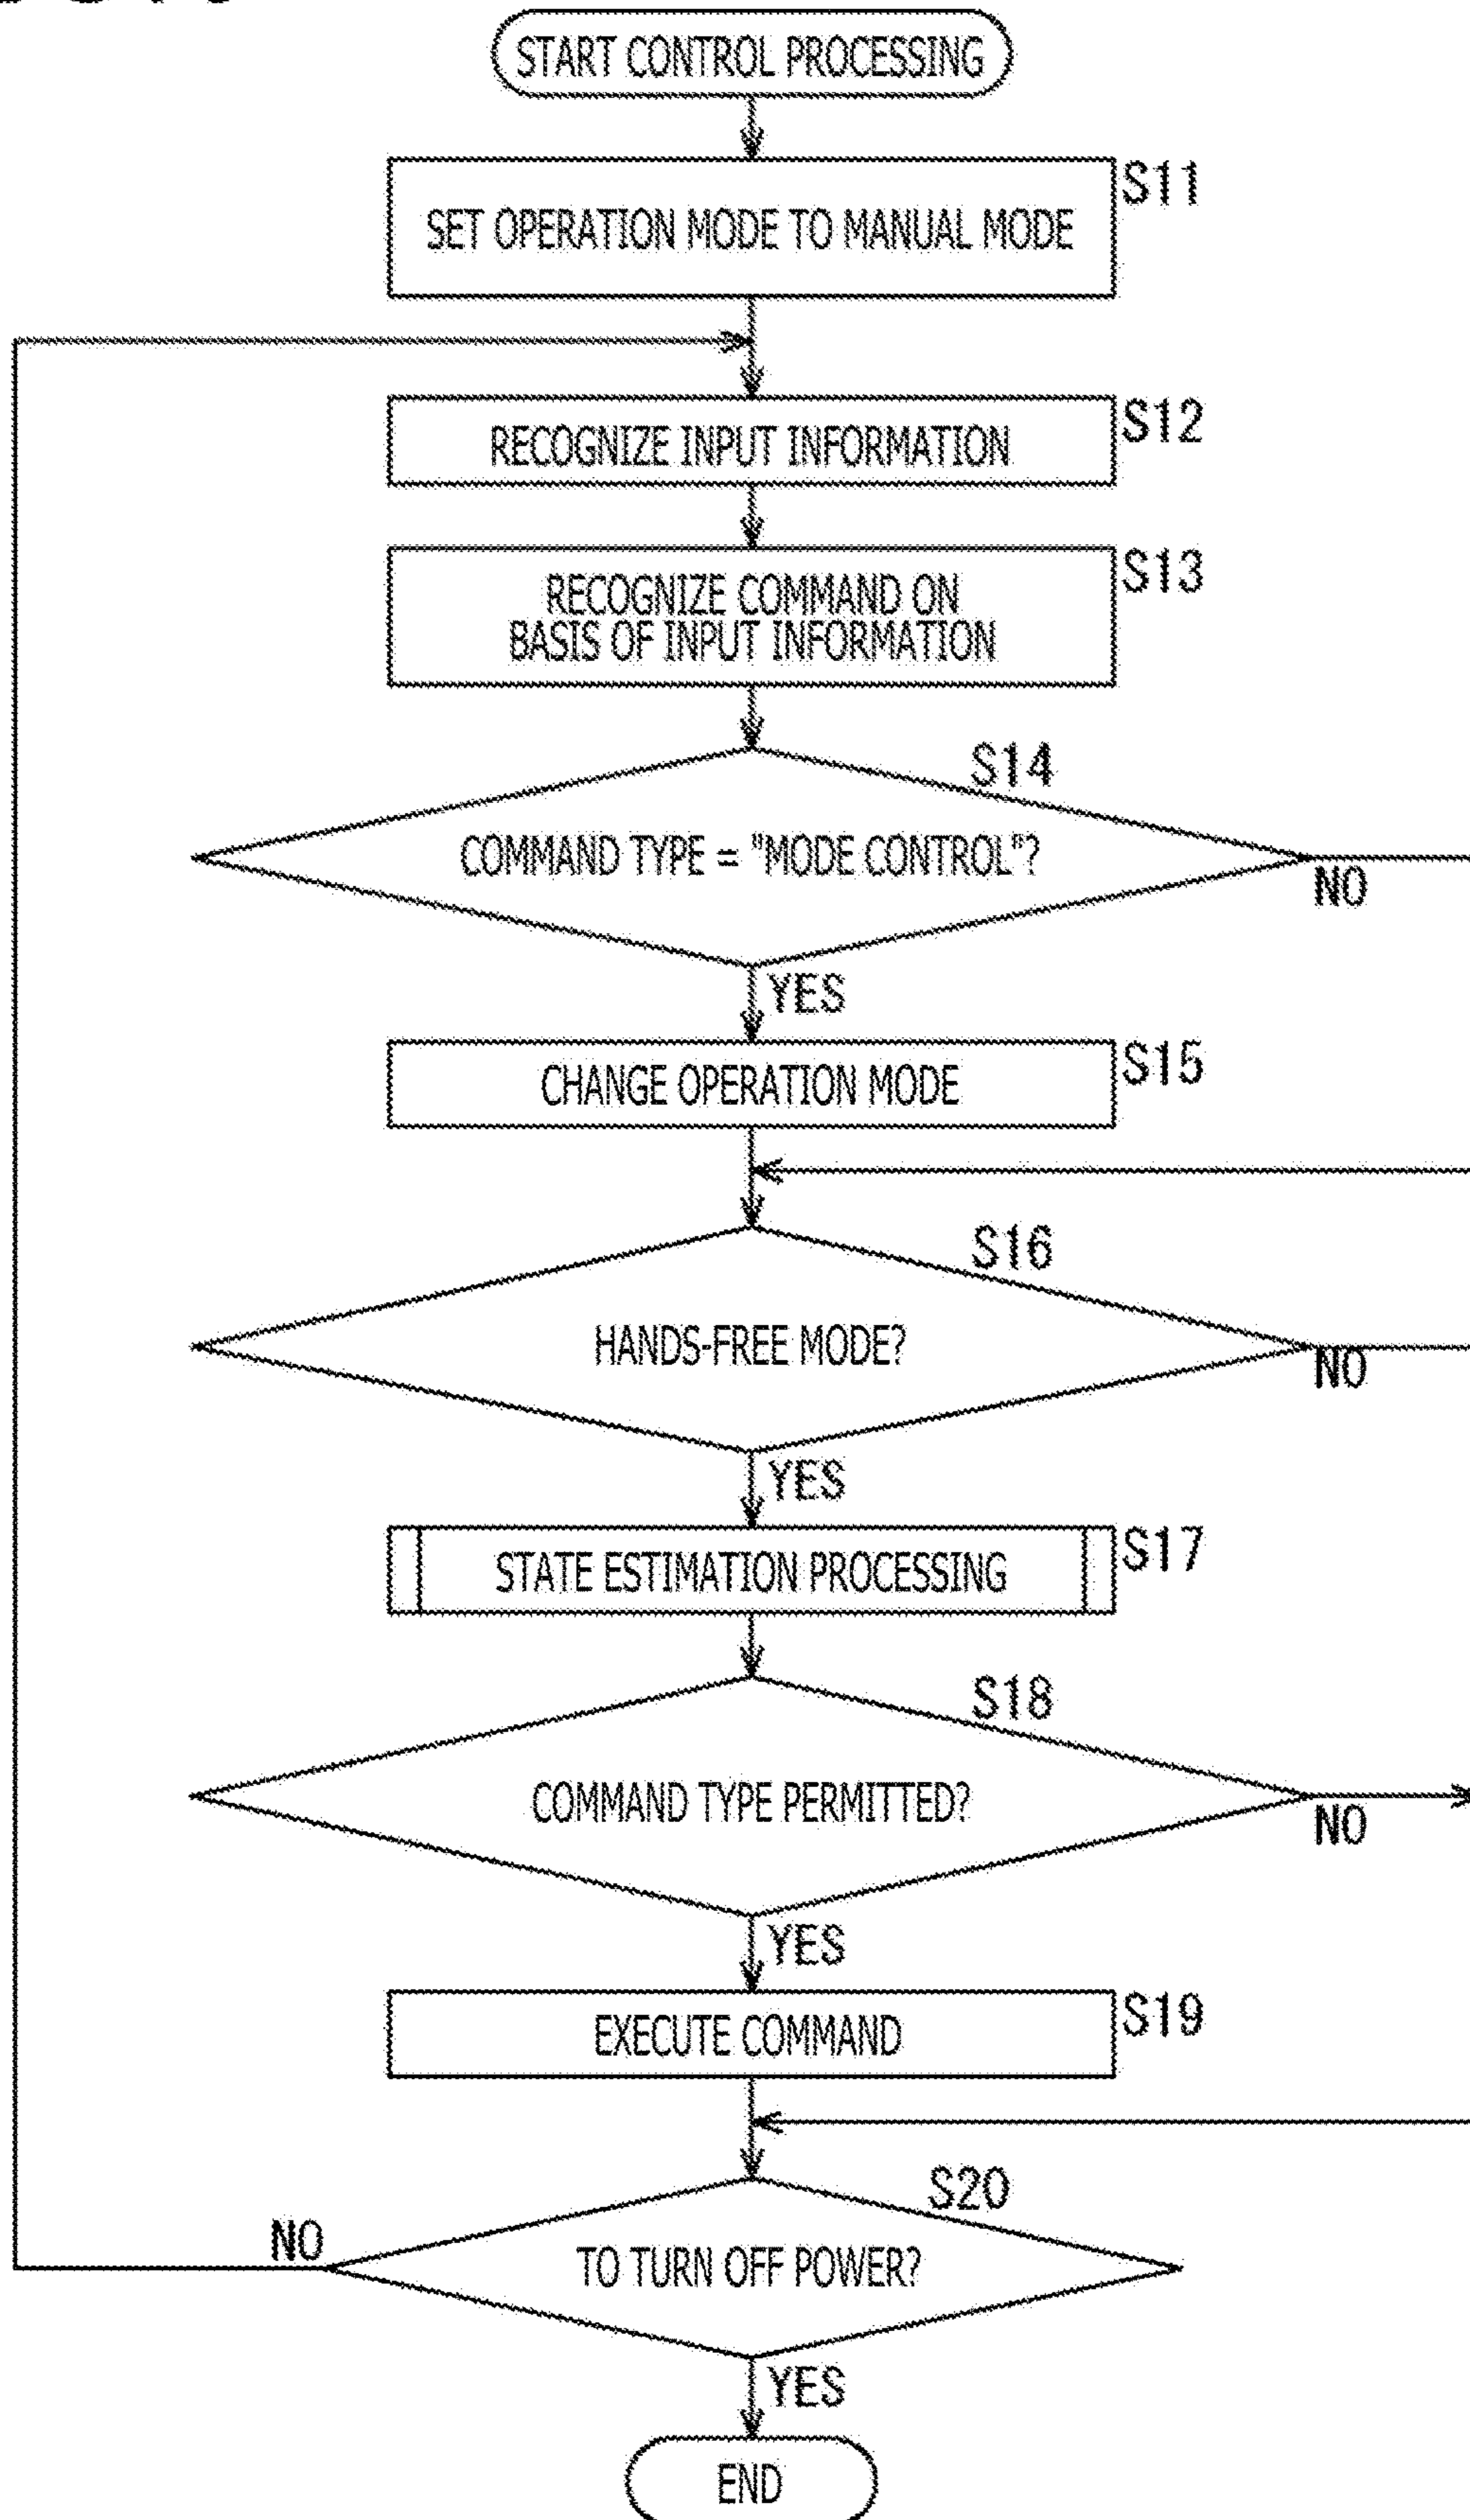 START CONTROL PROCESSING
S11
SET OPERATION MODE TO MANUAL MODE
S12
RECOGNIZE INPUT INFORMATION
S13
RECOGNIZE COMMAND ON
BASIS OF INPUT INFORMATION
S14
COMMAND TYPE = "MODE CONTROL"?
NO
YES
S15
CHANGE OPERATION MODE
S16
HANDS-FREE MODE?
NO
YES
S17
STATE ESTIMATION PROCESSING
S18
COMMAND TYPE PERMITTED?
NO
YES
S19
EXECUTE COMMAND
S20
NO
TO TURN OFF POWER?
YES
END